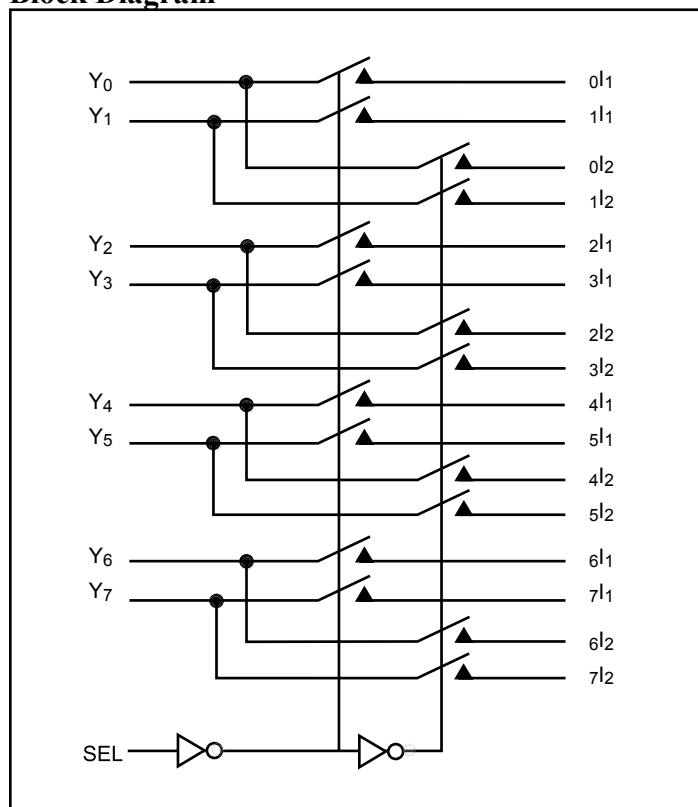 Block Diagram
Y0 0I1
Y1 1I1
0I2
1I2
Y2 2I1
Y3 3I1
2I2
3I2
Y4 4I1
Y5 5I1
4I2
5I2
Y6 6I1
Y7 7I1
6I2
7I2
SEL